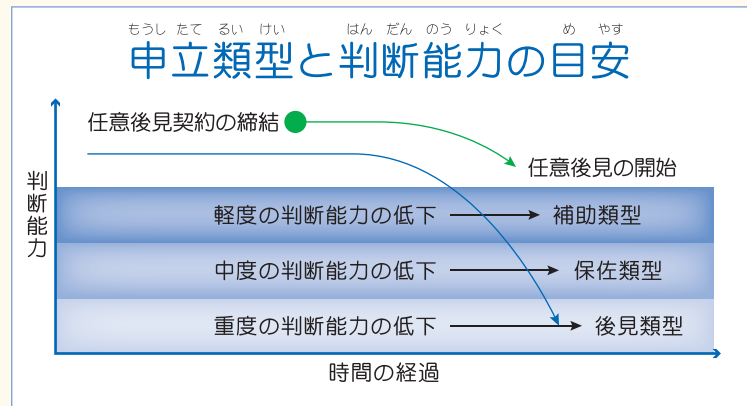 もうし たて るい けい はん だん のう りょく め やす
申立類型と判断能力の目安
任意後見契約の締結
任意後見の開始
判断能力
軽度の判断能力の低下 補助類型
中度の判断能力の低下 保佐類型
重度の判断能力の低下 後見類型
時間の経過